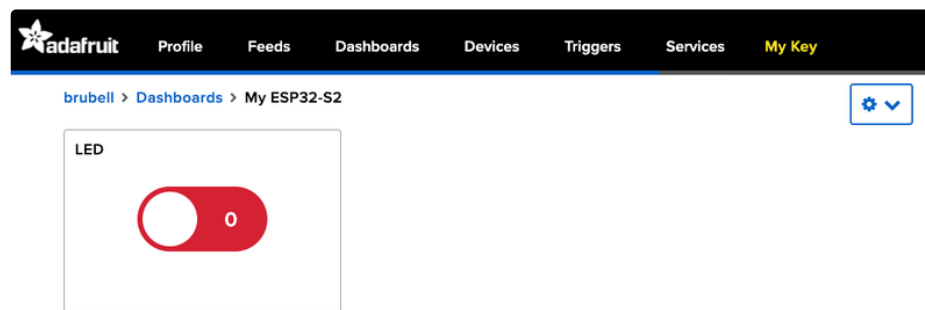 adafruit Profile Feeds Dashboards Devices Triggers Services My Key
brubell > Dashboards > My ESP32-S2
LED
0